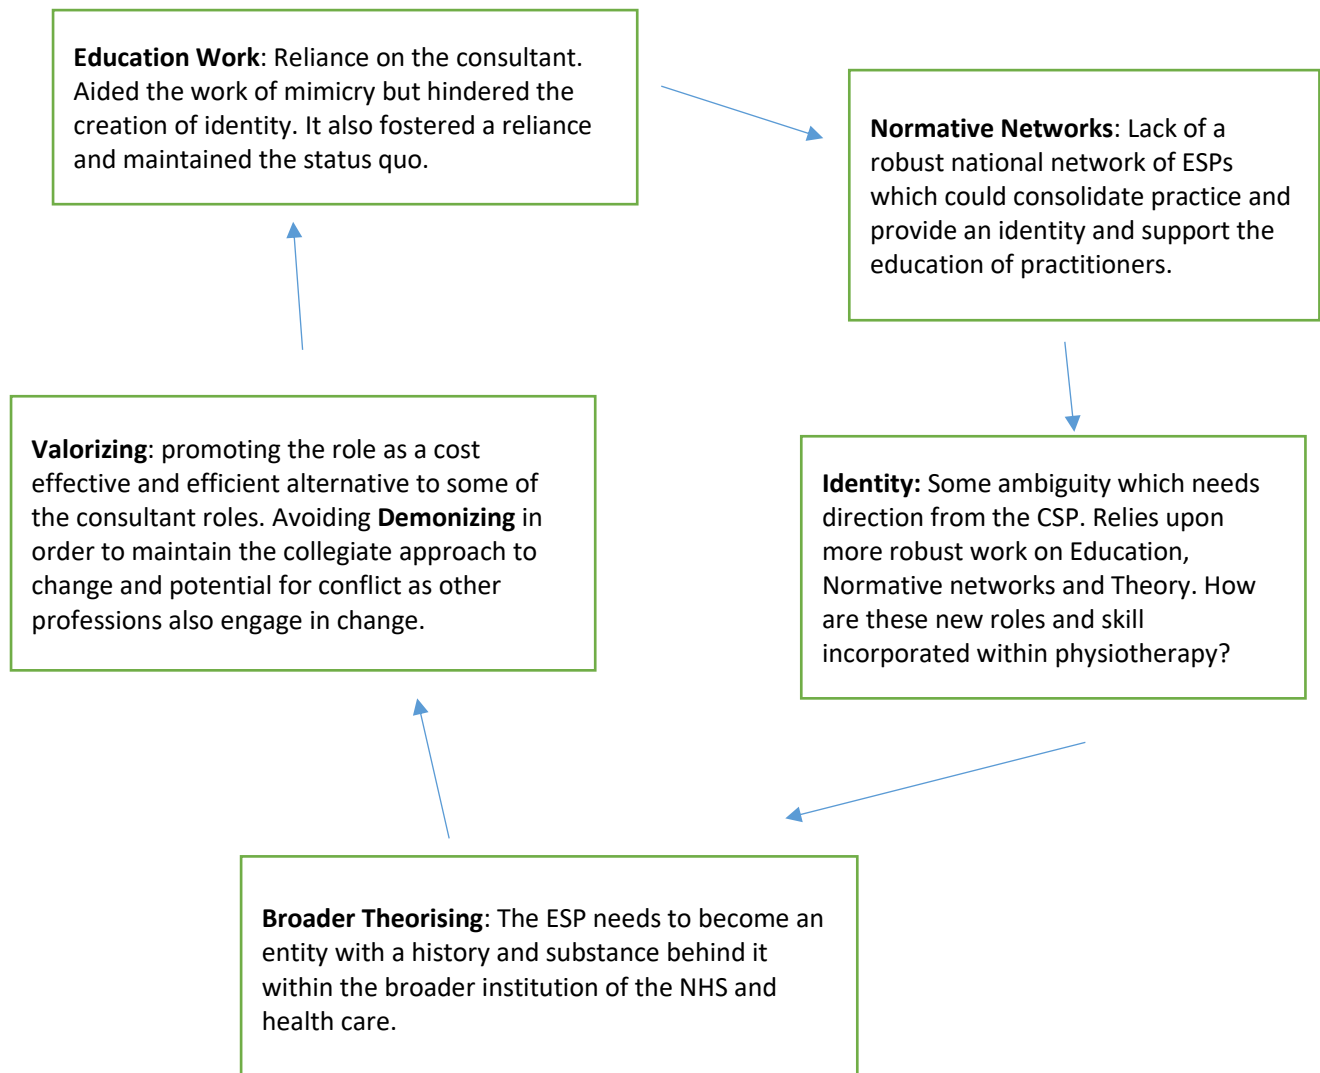 Education Work: Reliance on the consultant.
Aided the work of mimicry but hindered the
creation of identity. It also fostered a reliance
and maintained the status quo.
Normative Networks: Lack of a
robust national network of ESPs
which could consolidate practice and
provide an identity and support the
education of practitioners.
Identity: Some ambiguity which needs
direction from the CSP. Relies upon
more robust work on Education,
Normative networks and Theory. How
are these new roles and skill
incorporated within physiotherapy?
Broader Theorising: The ESP needs to become an
entity with a history and substance behind it
within the broader institution of the NHS and
health care.
Valorizing: promoting the role as a cost
effective and efficient alternative to some of
the consultant roles. Avoiding Demonizing in
order to maintain the collegiate approach to
change and potential for conflict as other
professions also engage in change.